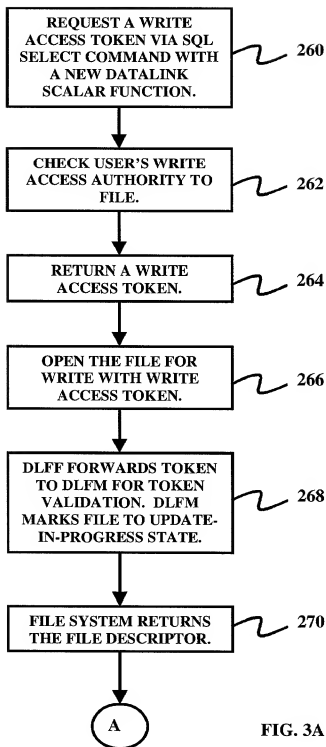 REQUEST A WRITE
ACCESS TOKEN VIA SQL
SELECT COMMAND WITH
A NEW DATALINK
SCALAR FUNCTION.
260
CHECK USER'S WRITE
ACCESS AUTHORITY TO
FILE.
262
RETURN A WRITE
ACCESS TOKEN.
264
OPEN THE FILE FOR
WRITE WITH WRITE
ACCESS TOKEN.
266
DLFF FORWARDS TOKEN
TO DLFM FOR TOKEN
VALIDATION. DLFM
MARKS FILE TO UPDATE-
IN-PROGRESS STATE.
268
FILE SYSTEM RETURNS
THE FILE DESCRIPTOR.
270
A
FIG. 3A